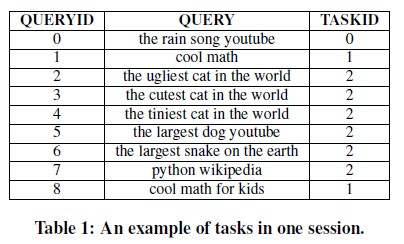 QUERYID QUERY TASKID
0 the rain song youtube 0
1 cool math 1
2 the ugliest cat in the world 2
3 the cutest cat in the world 2
4 the tiniest cat in the world 2
5 the largest dog youtube 2
6 the largest snake on the earth 2
7 python wikipedia 2
8 cool math for kids 1
Table 1: An example of tasks in one session.